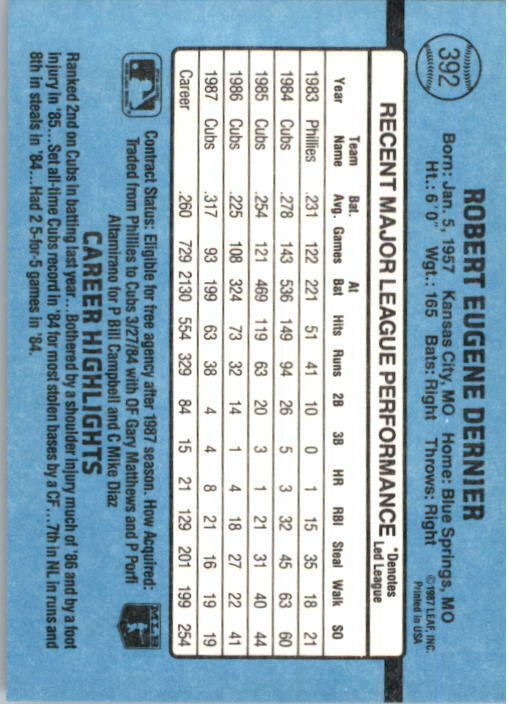 392
ROBERT EUGENE DERNIER
Born: Jan. 5, 1957 Kansas City, MO Home: Blue Springs, MO
Ht.: 6'0" Wgt.: 165 Bats: Right Throws: Right
©1987 LEAF, INC.
Printed in USA
RECENT MAJOR LEAGUE PERFORMANCE *Denotes Led League
Year Team Name Bat. Avg. Games At Bat Hits Runs 2B 3B HR RBI Steal Walk SO
1983 Phillies .231 122 221 51 41 10 0 1 15 35 18 21
1984 Cubs .278 143 536 149 94 26 5 3 32 45 63 60
1985 Cubs .254 121 469 119 63 20 3 1 21 31 40 44
1986 Cubs .225 108 324 73 32 14 1 4 18 27 22 41
1987 Cubs .317 93 199 63 38 4 4 8 21 16 19 19
Career .260 729 2130 554 329 84 15 21 129 201 199 254
Contract Status: Eligible for free agency after 1987 season. How Acquired:
Traded from Phillies to Cubs 3/27/84 with OF Gary Matthews and P Porfi
Altamirano for P Bill Campbell and C Mike Diaz
MLB
CAREER HIGHLIGHTS
Ranked 2nd on Cubs in batting last year...Bothered by a shoulder injury much of '86 and by a foot
injury in '85...Set all-time Cubs record in '84 for most stolen bases by a CF...7th in NL in runs and
8th in steals in '84...Had 2 5-for-5 games in '84.